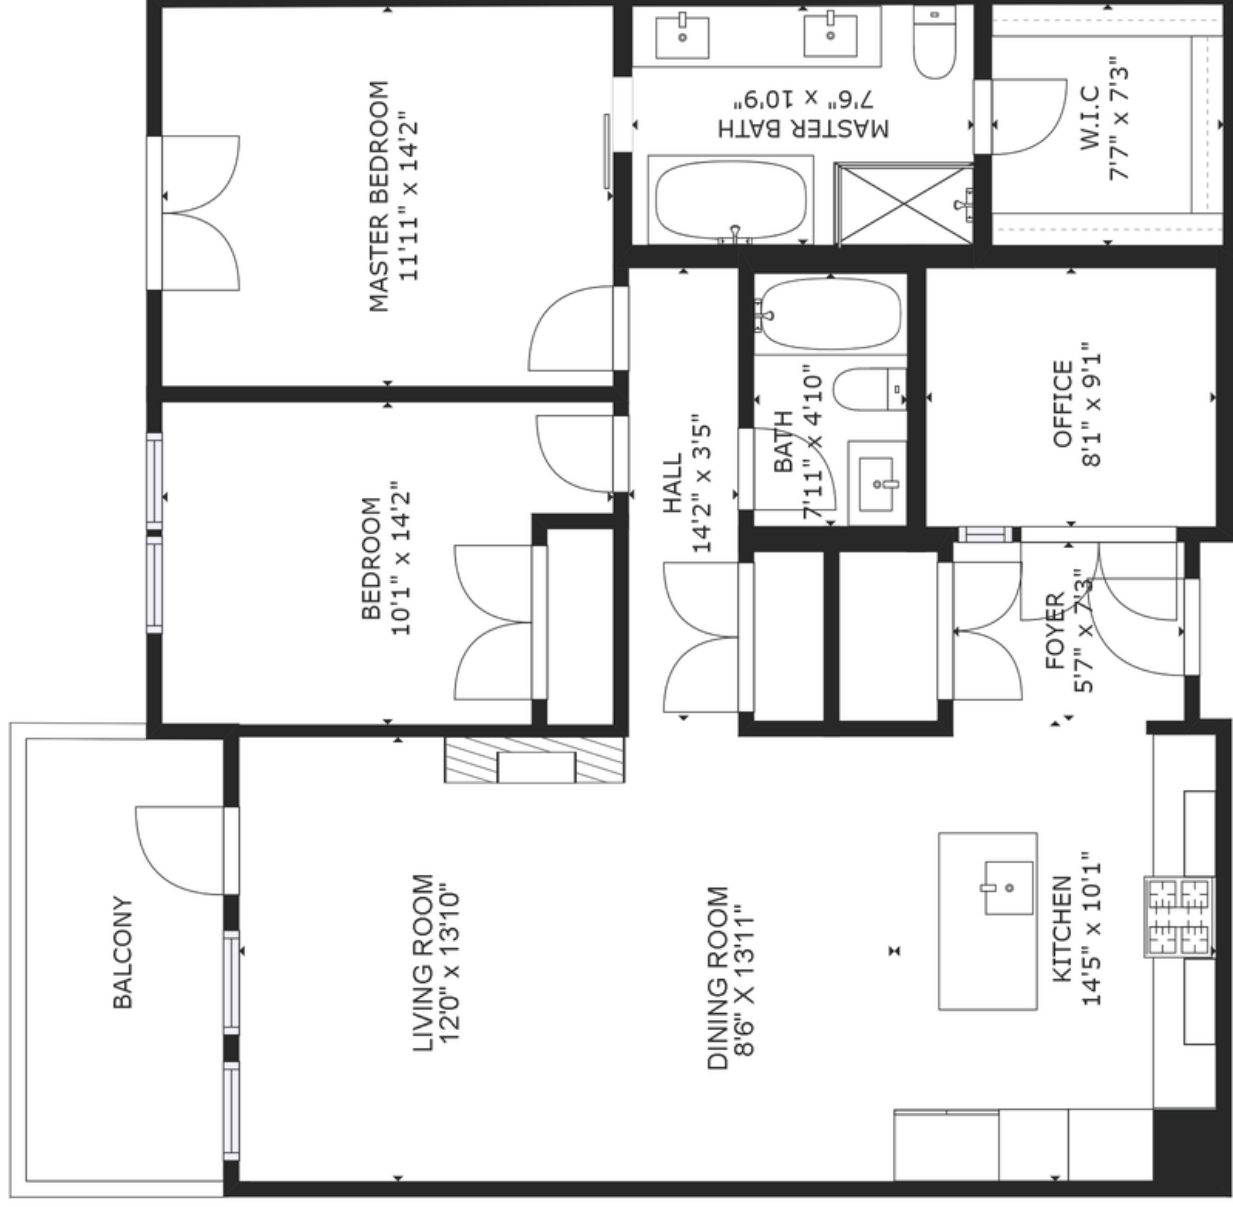 MASTER BEDROOM
11'11" x 14'2"
MASTER BATH
7'6" x 10'9"
W.I.C
7'7" x 7'3"
BEDROOM
10'1" x 14'2"
HALL
14'2" x 3'5"
BATH
7'11" x 4'10"
OFFICE
8'1" x 9'1"
FOYER
5'7" x 7'3"
BALCONY
LIVING ROOM
12'0" x 13'10"
DINING ROOM
8'6" X 13'11"
KITCHEN
14'5" x 10'1"